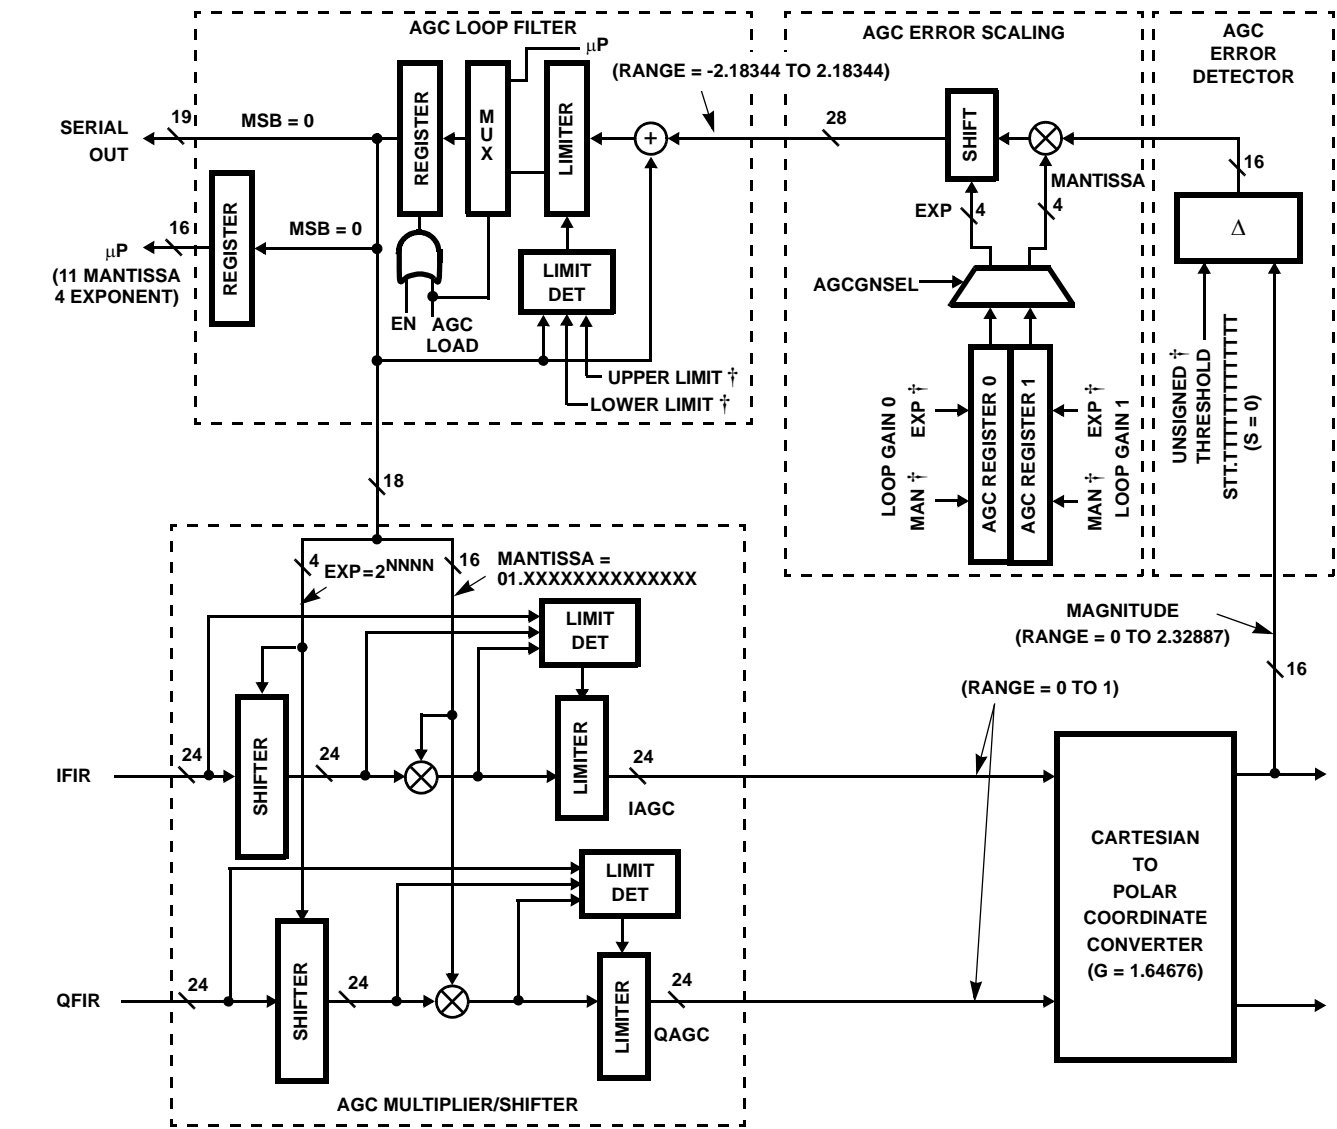 AGC LOOP FILTER
μP
(RANGE = -2.18344 TO 2.18344)
AGC ERROR SCALING
AGC
ERROR
DETECTOR
SERIAL
OUT
19
MSB = 0
REGISTER
MUX
LIMITER
+
28
SHIFT
MANTISSA
EXP
4
4
16
Δ
μP
(11 MANTISSA
4 EXPONENT)
16
REGISTER
MSB = 0
EN
AGC
LOAD
LIMIT
DET
UPPER LIMIT †
LOWER LIMIT †
AGCGNSEL
AGC REGISTER 0
AGC REGISTER 1
LOOP GAIN 0
EXP †
MAN †
EXP †
MAN †
LOOP GAIN 1
UNSIGNED †
THRESHOLD
STT.TTTTTTTTTTTTT
(S = 0)
18
4
EXP=2NNNN
16
MANTISSA =
01.XXXXXXXXXXXXXX
LIMIT
DET
MAGNITUDE
(RANGE = 0 TO 2.32887)
16
(RANGE = 0 TO 1)
IFIR
24
SHIFTER
24
LIMITER
24
IAGC
CARTESIAN
TO
POLAR
COORDINATE
CONVERTER
(G = 1.64676)
LIMIT
DET
QFIR
24
SHIFTER
24
LIMITER
24
QAGC
AGC MULTIPLIER/SHIFTER